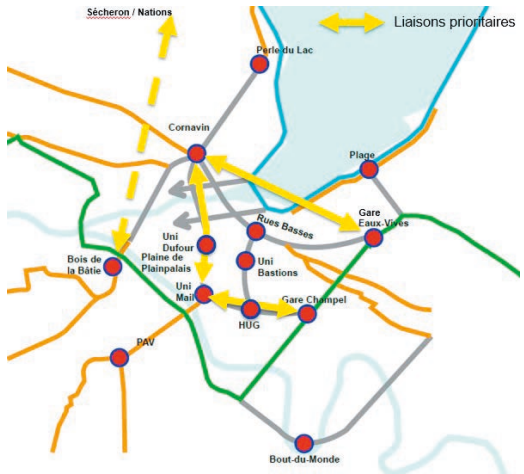 Sécheron / Nations
Liaisons prioritaires
Perle du Lac
Cornavin
Plage
Gare
Eaux-Vives
Rues Basses
Uni
Dufour
Plaine de
Plainpalais
Bois de
la Bâtie
Uni
Bastions
Uni
Mail
Gare Champel
HUG
PAV
Bout-du-Monde